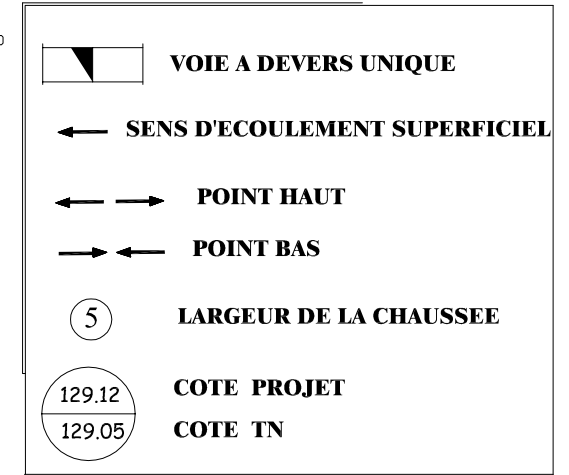 VOIE A DEVERS UNIQUE
SENS D'ECOULEMENT SUPERFICIEL
POINT HAUT
POINT BAS
5 LARGEUR DE LA CHAUSSEE
129.12 COTE PROJET
129.05 COTE TN